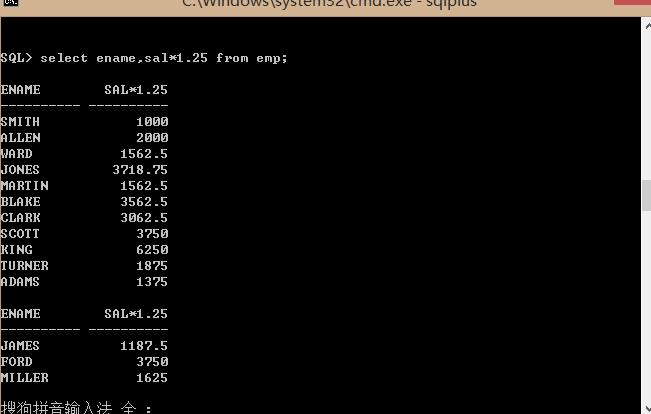 C:\Windows\system32\cmd.exe - sqlplus
SQL> select ename,sal*1.25 from emp;
ENAME SAL*1.25
---------- ----------
SMITH 1000
ALLEN 2000
WARD 1562.5
JONES 3718.75
MARTIN 1562.5
BLAKE 3562.5
CLARK 3062.5
SCOTT 3750
KING 6250
TURNER 1875
ADAMS 1375
ENAME SAL*1.25
---------- ----------
JAMES 1187.5
FORD 3750
MILLER 1625
搜狗拼音输入法 全 :